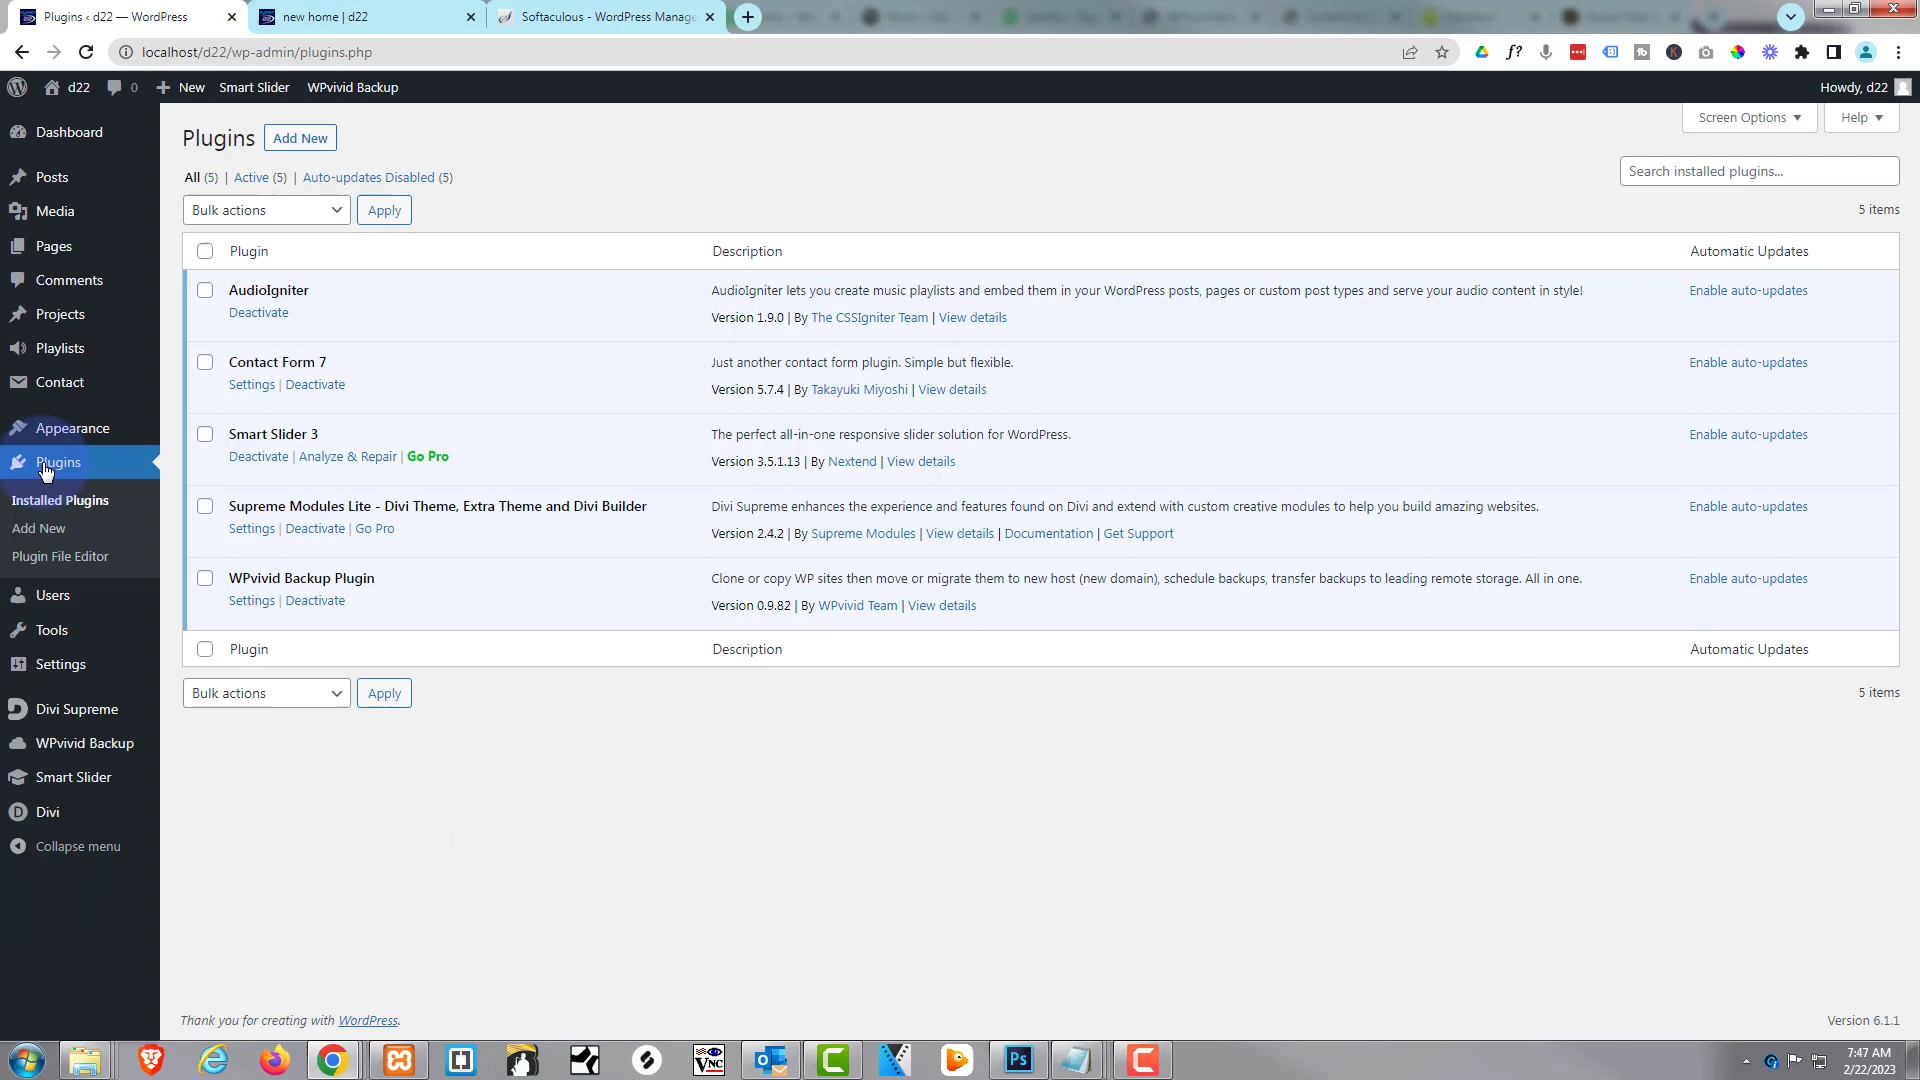 Plugins ‹ d22 — WordPress
new home | d22
Softaculous - WordPress Manage
localhost/d22/wp-admin/plugins.php
d22
0
New
Smart Slider
WPvivid Backup
Howdy, d22
Dashboard
Posts
Media
Pages
Comments
Projects
Playlists
Contact
Appearance
Plugins
Installed Plugins
Add New
Plugin File Editor
Users
Tools
Settings
Divi Supreme
WPvivid Backup
Smart Slider
Divi
Collapse menu
Screen Options
Help
Plugins
Add New
All (5) | Active (5) | Auto-updates Disabled (5)
Search installed plugins...
Bulk actions
Apply
5 items
Plugin Description Automatic Updates
AudioIgniter
Deactivate
AudioIgniter lets you create music playlists and embed them in your WordPress posts, pages or custom post types and serve your audio content in style!
Version 1.9.0 | By The CSSIgniter Team | View details
Enable auto-updates
Contact Form 7
Settings | Deactivate
Just another contact form plugin. Simple but flexible.
Version 5.7.4 | By Takayuki Miyoshi | View details
Enable auto-updates
Smart Slider 3
Deactivate | Analyze & Repair | Go Pro
The perfect all-in-one responsive slider solution for WordPress.
Version 3.5.1.13 | By Nextend | View details
Enable auto-updates
Supreme Modules Lite - Divi Theme, Extra Theme and Divi Builder
Settings | Deactivate | Go Pro
Divi Supreme enhances the experience and features found on Divi and extend with custom creative modules to help you build amazing websites.
Version 2.4.2 | By Supreme Modules | View details | Documentation | Get Support
Enable auto-updates
WPvivid Backup Plugin
Settings | Deactivate
Clone or copy WP sites then move or migrate them to new host (new domain), schedule backups, transfer backups to leading remote storage. All in one.
Version 0.9.82 | By WPvivid Team | View details
Enable auto-updates
Plugin Description Automatic Updates
Bulk actions
Apply
5 items
Thank you for creating with WordPress.
Version 6.1.1
7:47 AM
2/22/2023